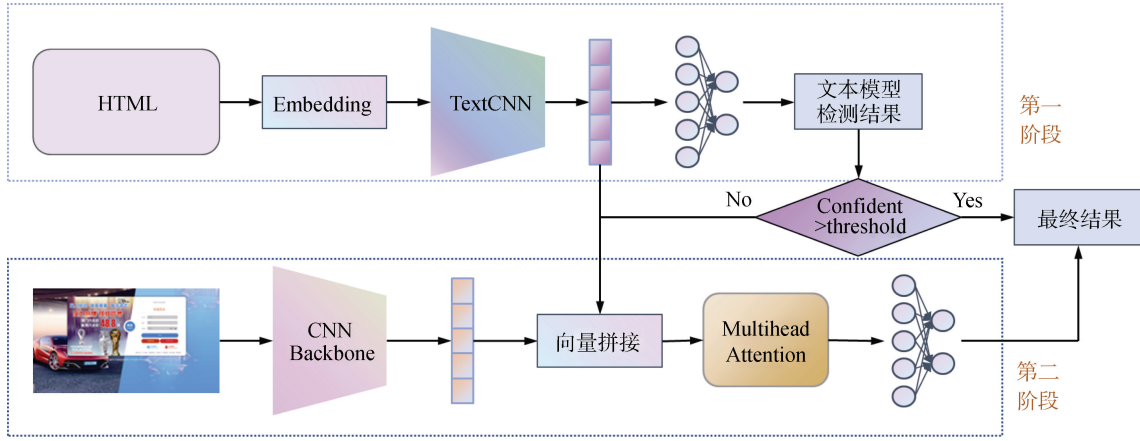 HTML
Embedding
TextCNN
文本模型
检测结果
第一
阶段
No
Confident
>threshold
Yes
最终结果
CNN
Backbone
向量拼接
Multihead
Attention
第二
阶段